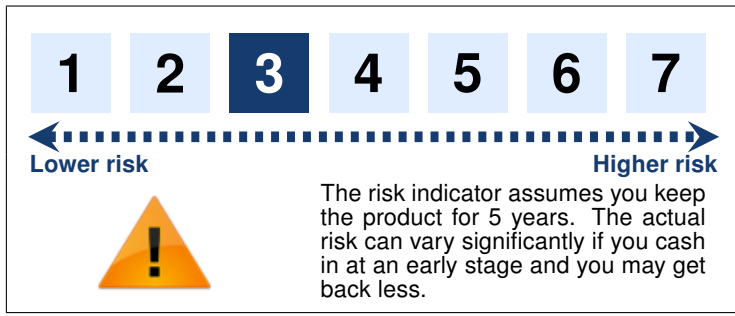 1 2 3 4 5 6 7
Lower risk Higher risk
The risk indicator assumes you keep
the product for 5 years. The actual
risk can vary significantly if you cash
in at an early stage and you may get
back less.